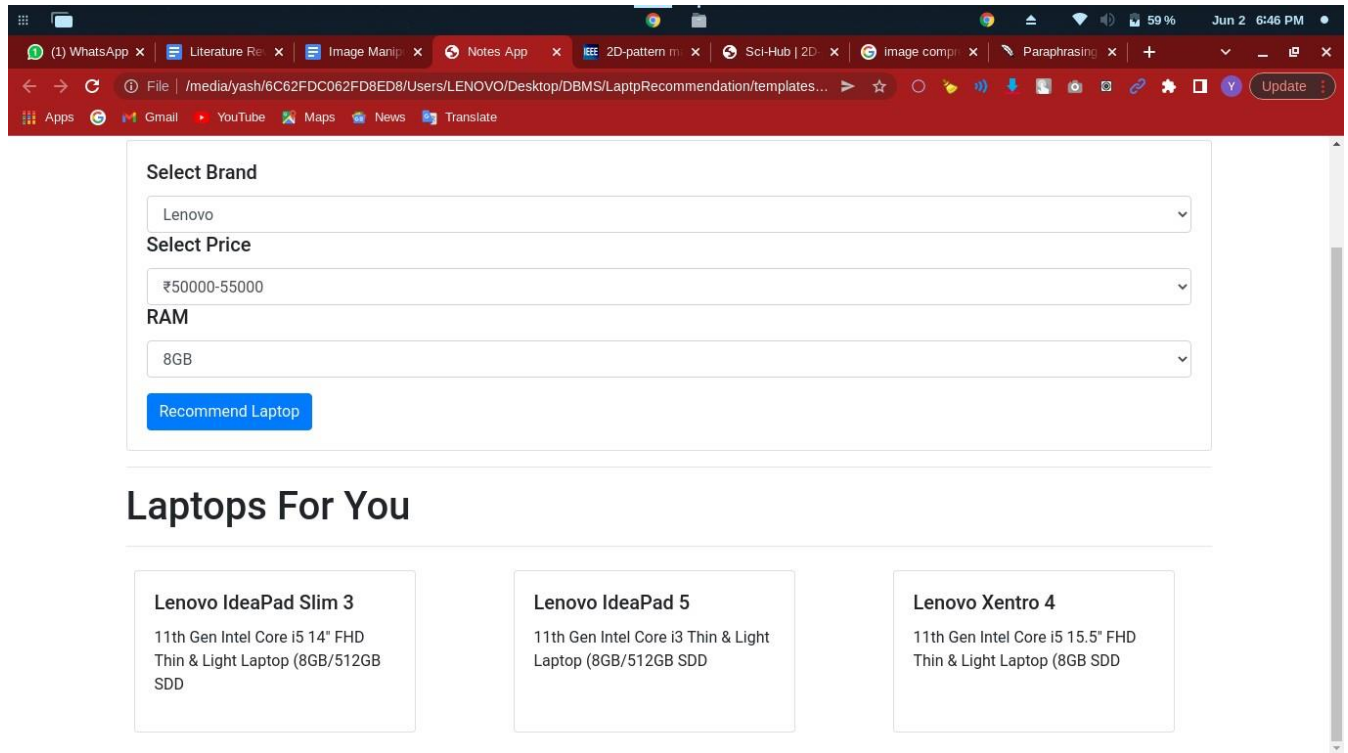 59 %
Jun 2 6:46 PM
(1) WhatsApp
Literature Re
Image Manip
Notes App
IEEE 2D-pattern m
Sci-Hub | 2D-
image compr
Paraphrasing
File | /media/yash/6C62FDC062FD8ED8/Users/LENOVO/Desktop/DBMS/LaptpRecommendation/templates...
Y
Update
Apps
Gmail
YouTube
Maps
News
Translate
Select Brand
Lenovo
Select Price
₹50000-55000
RAM
8GB
Recommend Laptop
Laptops For You
Lenovo IdeaPad Slim 3
11th Gen Intel Core i5 14" FHD
Thin & Light Laptop (8GB/512GB
SDD
Lenovo IdeaPad 5
11th Gen Intel Core i3 Thin & Light
Laptop (8GB/512GB SDD
Lenovo Xentro 4
11th Gen Intel Core i5 15.5" FHD
Thin & Light Laptop (8GB SDD